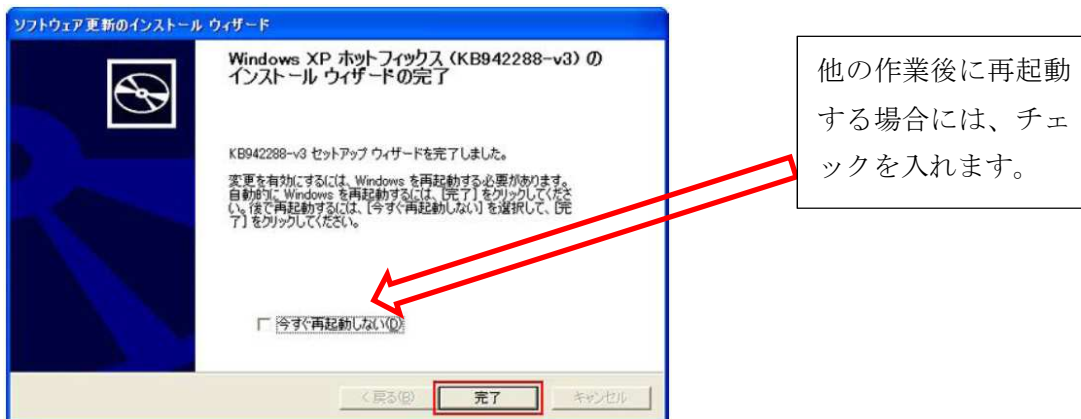 ソフトウェア更新のインストール ウィザード
Windows XP ホットフィックス (KB942288-v3) の
インストール ウィザードの完了
KB942288-v3 セットアップ ウィザードを完了しました。
変更を有効にするには、Windows を再起動する必要があります。
自動的に Windows を再起動するには、[完了] をクリックしてくださ
い。後で再起動するには、[今すぐ再起動しない] を選択して、[完
了] をクリックしてください。
今すぐ再起動しない(D)
< 戻る(B)
完了
キャンセル
他の作業後に再起動
する場合には、チェ
ックを入れます。